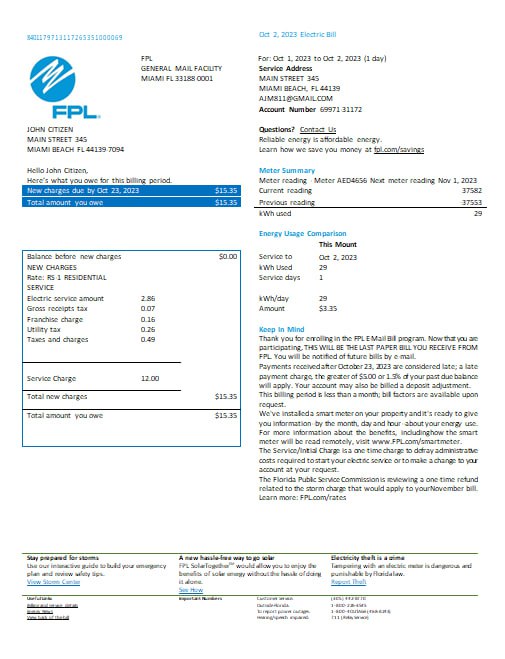 8401179713117265351000069
Oct 2, 2023 Electric Bill
FPL
GENERAL MAIL FACILITY
MIAMI FL 33188 0001
FPL.
For: Oct 1, 2023 to Oct 2, 2023 (1 day)
Service Address
MAIN STREET 345
MIAMI BEACH, FL 44139
AJM811@GMAIL.COM
Account Number 69971 31172
JOHN CITIZEN
MAIN STREET 345
MIAMI BEACH FL 44139 7094
Questions? Contact Us
Reliable energy is affordable energy.
Learn how we save you money at fpl.com/savings
Hello John Citizen,
Here's what you owe for this billing period.
New charges due by Oct 23, 2023 $15.35
Total amount you owe $15.35
Meter Summary
Meter reading - Meter AED4656 Next meter reading Nov 1, 2023
Current reading 37582
Previous reading 37553
kWh used 29
Energy Usage Comparison
This Mount
Service to Oct 2, 2023
kWh Used 29
Service days 1
kWh/day 29
Amount $3.35
Balance before new charges $0.00
NEW CHARGES
Rate: RS-1 RESIDENTIAL
SERVICE
Electric service amount 2.86
Gross receipts tax 0.07
Franchise charge 0.16
Utility tax 0.26
Taxes and charges 0.49
Service Charge 12.00
Total new charges $15.35
Total amount you owe $15.35
Keep In Mind
Thank you for enrolling in the FPL E-Mail Bill program. Now that you are
participating, THIS WILL BE THE LAST PAPER BILL YOU RECEIVE FROM
FPL. You will be notified of future bills by e-mail.
Payments received after October 23, 2023 are considered late; a late
payment charge, the greater of $5.00 or 1.5% of your past due balance
will apply. Your account may also be billed a deposit adjustment.
This billing period is less than a month; bill factors are available upon
request.
We've installed a smart meter on your property and it's ready to give
you information - by the month, day and hour - about your energy use.
For more information about the benefits, including how the smart
meter will be read remotely, visit www.FPL.com/smartmeter.
The Service/Initial Charge is a one time charge to defray administrative
costs required to start your electric service or to make a change to your
account at your request.
The Florida Public Service Commission is reviewing a one time refund
related to the storm charge that would apply to your November bill.
Learn more: FPL.com/rates
Stay prepared for storms
Use our interactive guide to build your emergency
plan and review safety tips.
View Storm Center
A new hassle-free way to go solar
FPL SolarTogether℠ would allow you to enjoy the
benefits of solar energy without the hassle of doing
it alone.
See How
Electricity theft is a crime
Tampering with an electric meter is dangerous and
punishable by Florida law.
Report Theft
Useful Links
Billing and service details
View back of the bill
Important Numbers
Customer Service:
Outside Florida:
To report power outages:
Hearing/speech impaired:
711 (Relay Service)